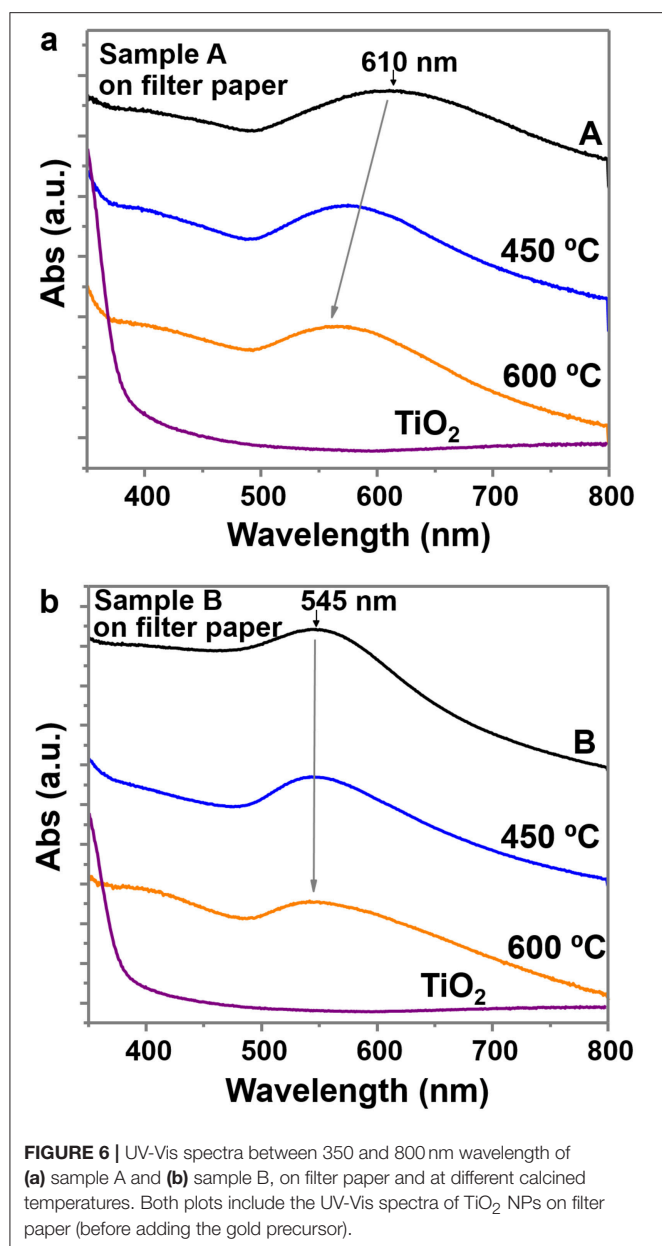 a
Sample A
on filter paper
610 nm
A
450 ºC
600 ºC
TiO₂
Abs (a.u.)
400 500 600 700 800
Wavelength (nm)
b
Sample B
on filter paper
545 nm
B
450 ºC
600 ºC
TiO₂
Abs (a.u.)
400 500 600 700 800
Wavelength (nm)
FIGURE 6 | UV-Vis spectra between 350 and 800 nm wavelength of
(a) sample A and (b) sample B, on filter paper and at different calcined
temperatures. Both plots include the UV-Vis spectra of TiO₂ NPs on filter
paper (before adding the gold precursor).